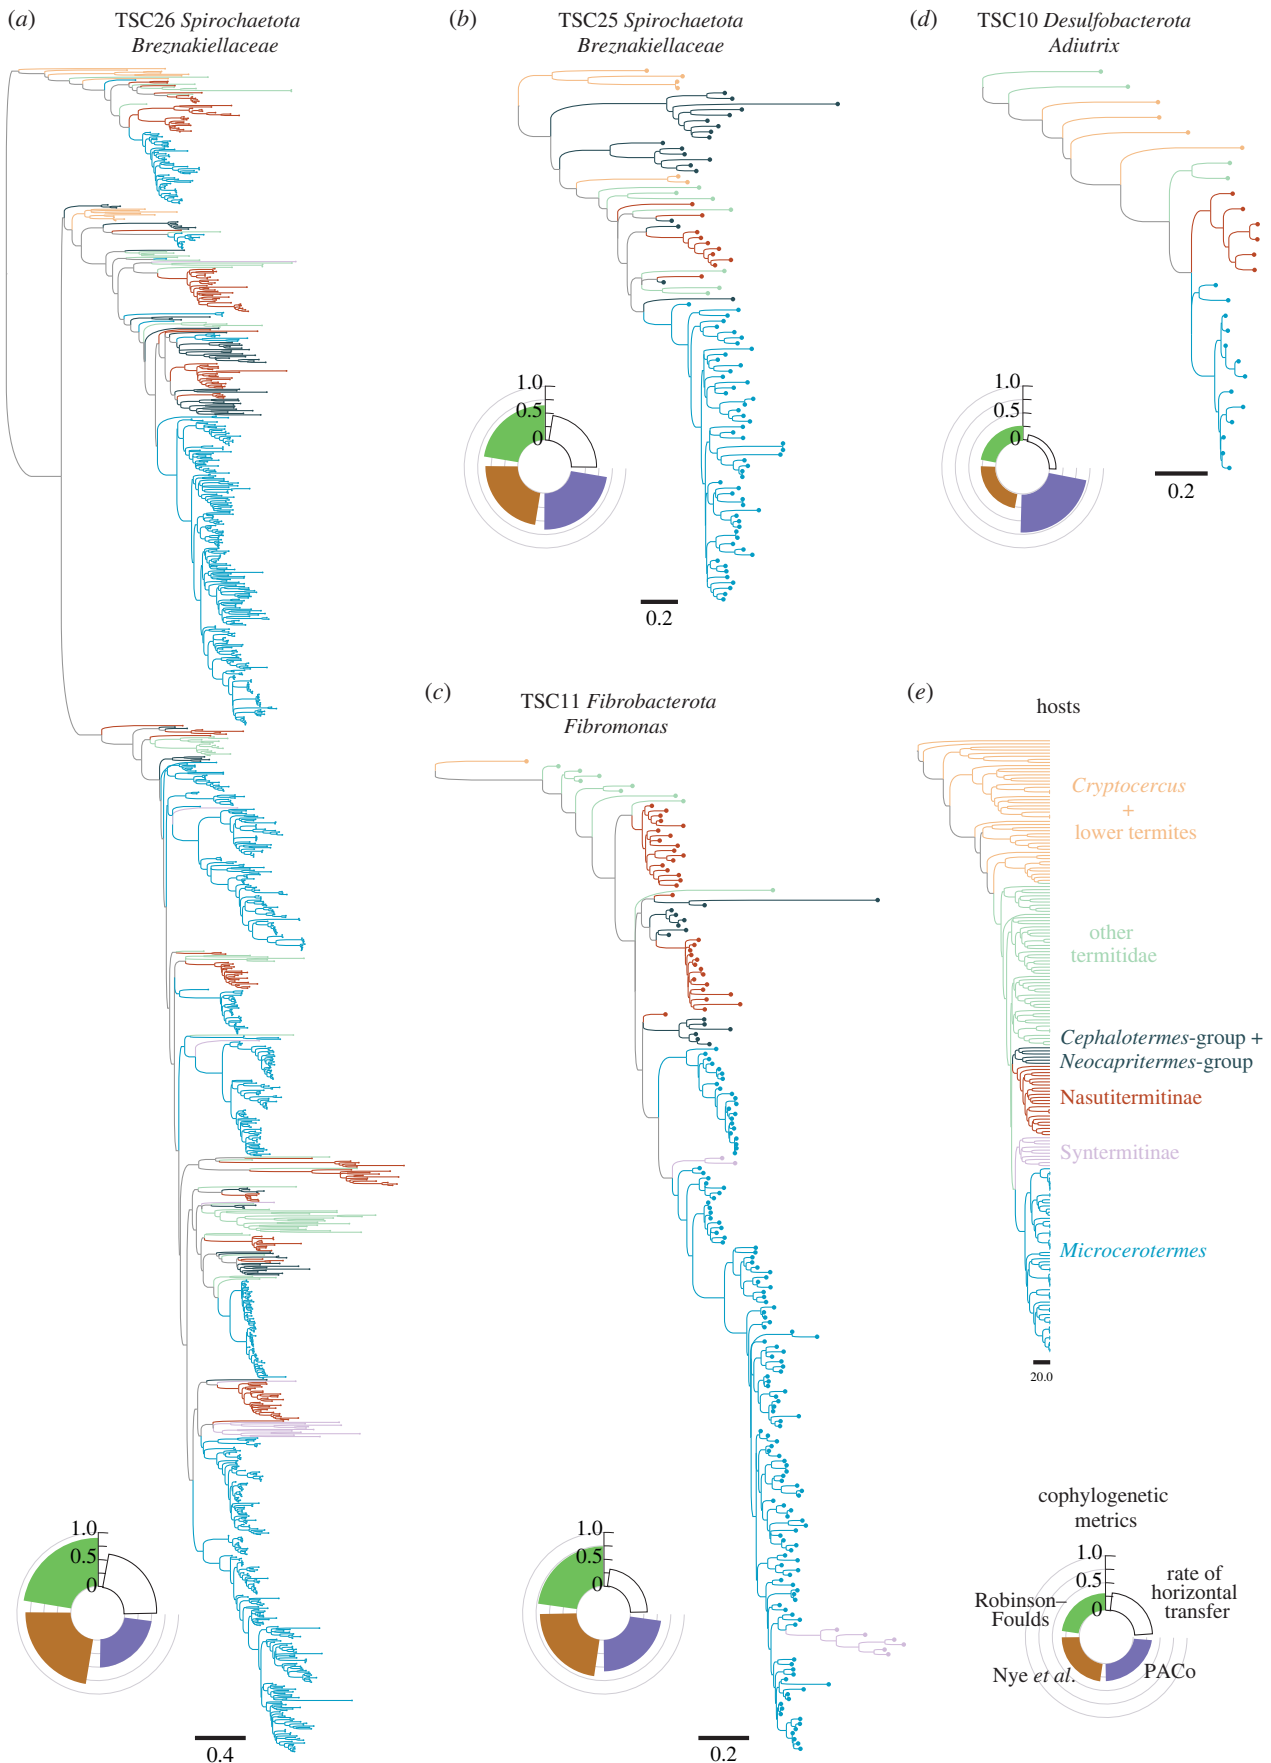 (a)
TSC26 Spirochaetota
Breznakiellaceae
1.0
0.5
0
0.4
(b)
TSC25 Spirochaetota
Breznakiellaceae
1.0
0.5
0
0.2
(c)
TSC11 Fibrobacterota
Fibromonas
1.0
0.5
0
0.2
(d)
TSC10 Desulfobacterota
Adiutrix
1.0
0.5
0
0.2
(e)
hosts
Cryptocercus
+
lower termites
other
termitidae
Cephalotermes-group +
Neocapritermes-group
Nasutitermitinae
Syntermitinae
Microcerotermes
20.0
cophylogenetic
metrics
1.0
0.5
0
Robinson–
Foulds
rate of
horizontal
transfer
Nye et al.
PACo